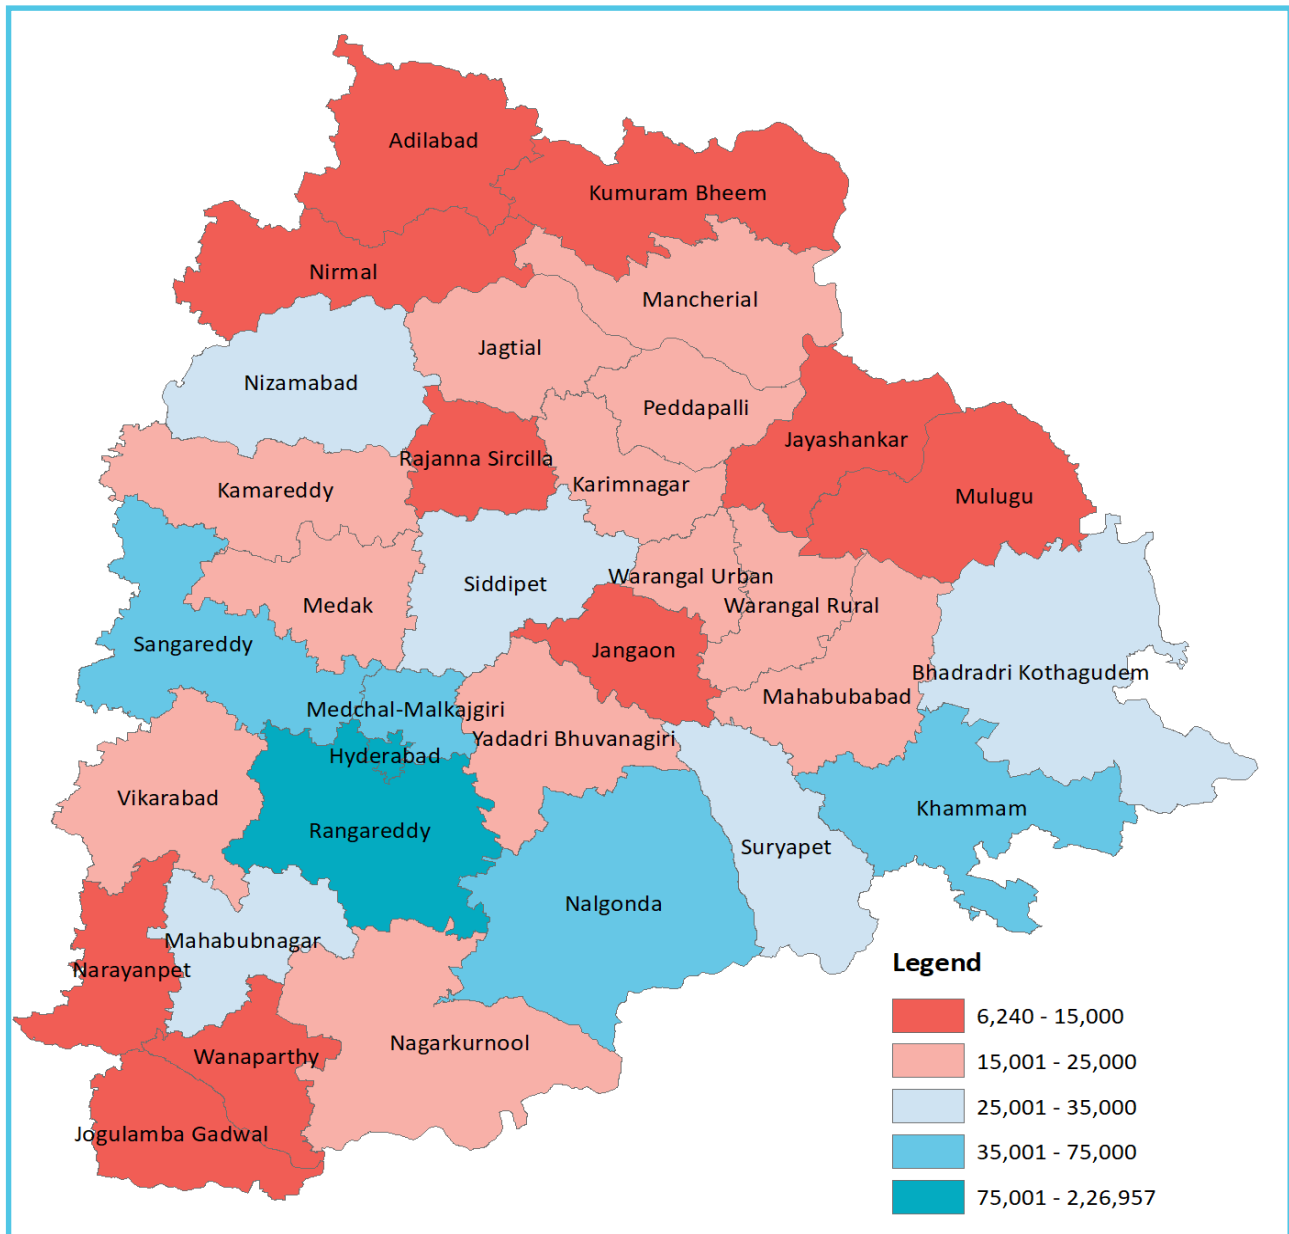 Adilabad
Kumuram Bheem
Nirmal
Mancherial
Jagtial
Nizamabad
Peddapalli
Jayashankar
Rajanna Sircilla
Karimnagar
Kamareddy
Mulugu
Siddipet
Warangal Urban
Medak
Warangal Rural
Sangareddy
Jangaon
Bhadradri Kothagudem
Mahabubabad
Medchal-Malkajgiri
Yadadri Bhuvanagiri
Hyderabad
Vikarabad
Khammam
Rangareddy
Suryapet
Nalgonda
Mahabubnagar
Narayanpet
Nagarkurnool
Wanaparthy
Jogulamba Gadwal
Legend
6,240 - 15,000
15,001 - 25,000
25,001 - 35,000
35,001 - 75,000
75,001 - 2,26,957